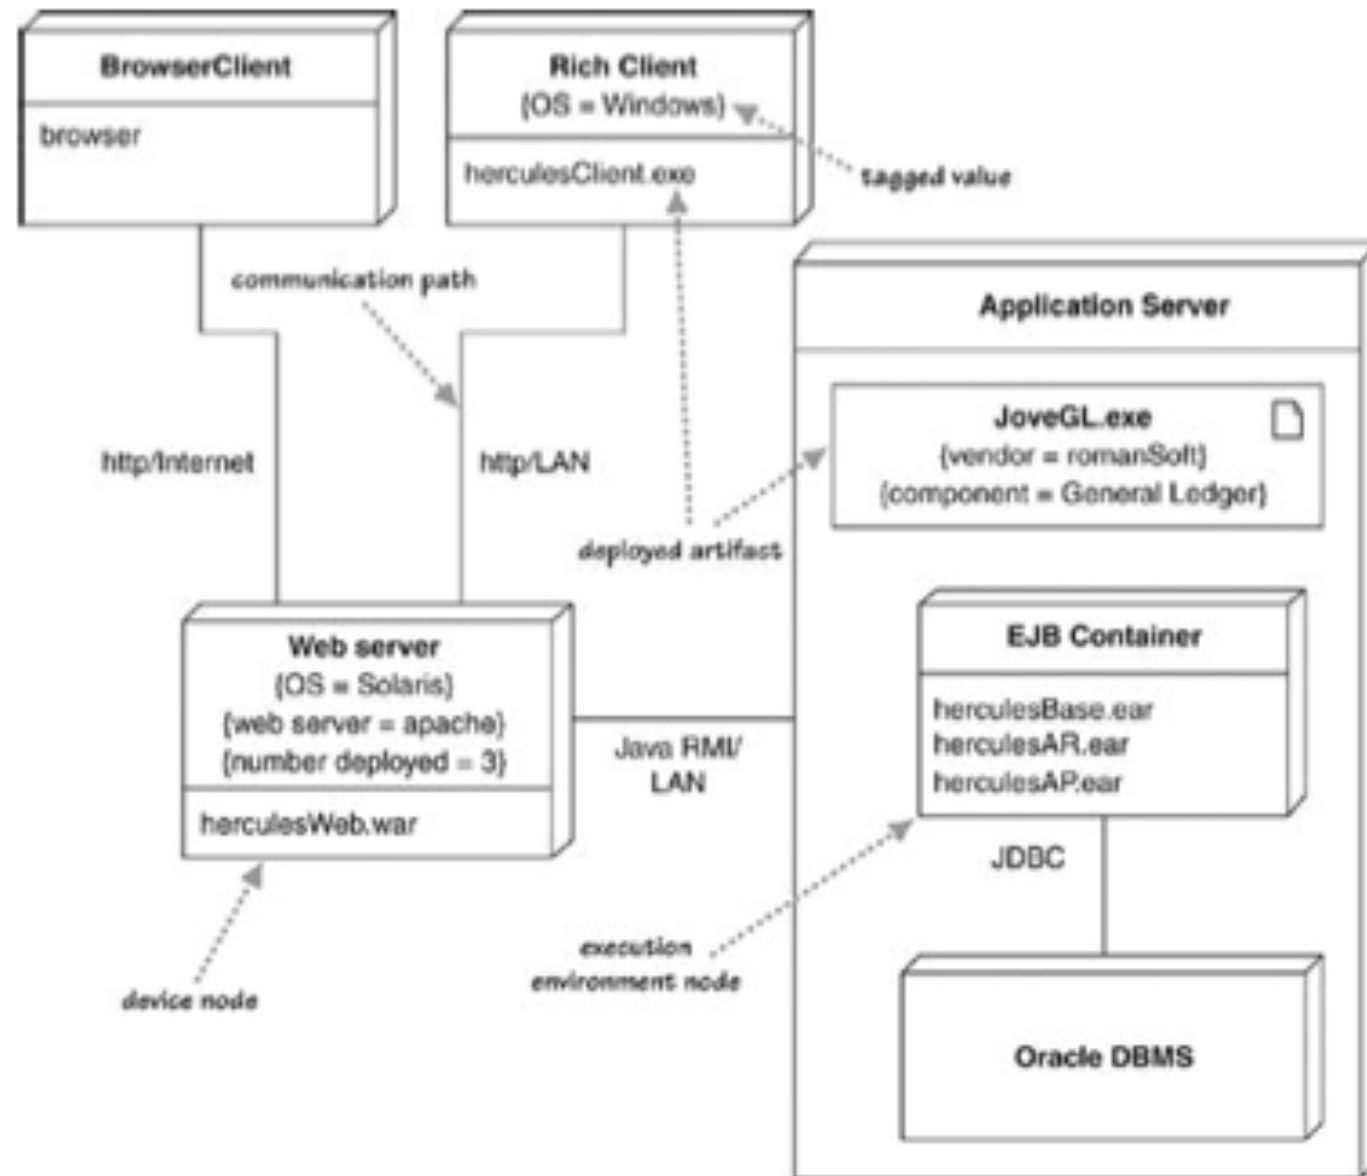 BrowserClient
browser
Rich Client
{OS = Windows}
herculesClient.exe
tagged value
communication path
Application Server
JoveGL.exe
{vendor = romanSoft}
{component = General Ledger}
http/Internet
http/LAN
deployed artifact
Web server
{OS = Solaris}
{web server = apache}
{number deployed = 3}
herculesWeb.war
Java RMI/
LAN
EJB Container
herculesBase.ear
herculesAR.ear
herculesAP.ear
JDBC
execution
environment node
device node
Oracle DBMS